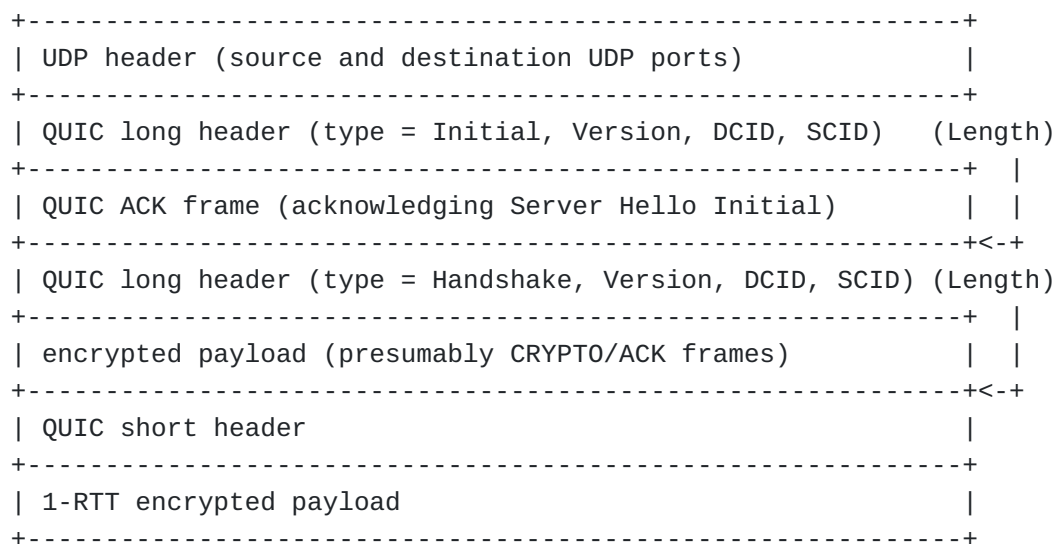 +------------------------------------------------------------+
| UDP header (source and destination UDP ports)              |
+------------------------------------------------------------+
| QUIC long header (type = Initial, Version, DCID, SCID)   (Length)
+------------------------------------------------------------+  |
| QUIC ACK frame (acknowledging Server Hello Initial)        |  |
+------------------------------------------------------------+<-+
| QUIC long header (type = Handshake, Version, DCID, SCID) (Length)
+------------------------------------------------------------+  |
| encrypted payload (presumably CRYPTO/ACK frames)           |  |
+------------------------------------------------------------+<-+
| QUIC short header                                          |
+------------------------------------------------------------+
| 1-RTT encrypted payload                                    |
+------------------------------------------------------------+